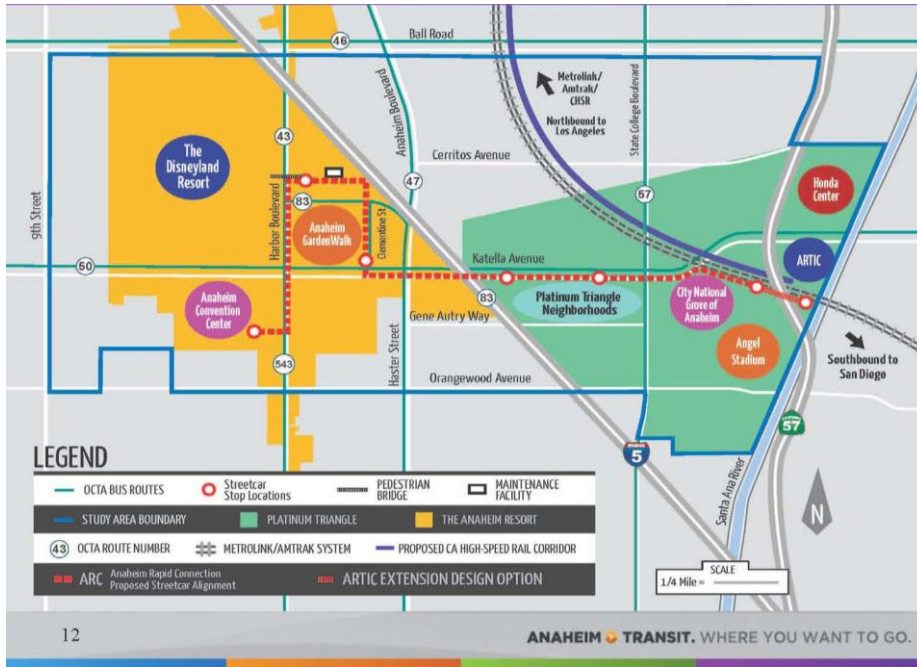 46
Ball Road
Metrolink/
Amtrak/
CHSR
Northbound to
Los Angeles
State College Boulevard
Anaheim Boulevard
The
Disneyland
Resort
43
Cerritos Avenue
Honda
Center
9th Street
Harbor Boulevard
47
57
83
Anaheim
GardenWalk
Clementine St.
50
Katella Avenue
ARTIC
Anaheim
Convention
Center
83
Platinum Triangle
Neighborhoods
City National
Grove of
Anaheim
Gene Autry Way
Angel
Stadium
Southbound to
San Diego
543
Haster Street
Orangewood Avenue
57
INTERSTATE
5
Santa Ana River
N
LEGEND
OCTA BUS ROUTES
Streetcar
Stop Locations
PEDESTRIAN
BRIDGE
MAINTENANCE
FACILITY
STUDY AREA BOUNDARY
PLATINUM TRIANGLE
THE ANAHEIM RESORT
43 OCTA ROUTE NUMBER
METROLINK/AMTRAK SYSTEM
PROPOSED CA HIGH-SPEED RAIL CORRIDOR
ARC Anaheim Rapid Connection
Proposed Streetcar Alignment
ARTIC EXTENSION DESIGN OPTION
SCALE
1/4 Mile =
12
ANAHEIM TRANSIT. WHERE YOU WANT TO GO.